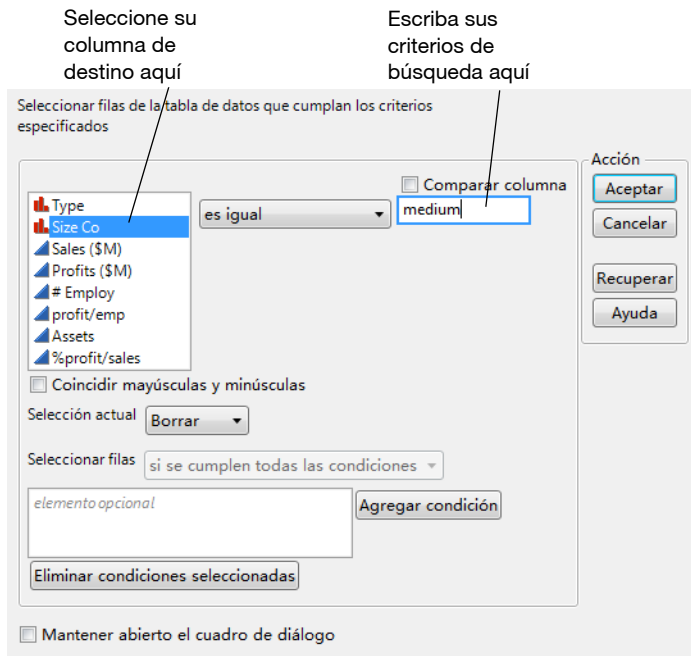 Seleccione su
columna de
destino aquí
Escriba sus
criterios de
búsqueda aquí
Seleccionar filas de la tabla de datos que cumplan los criterios
especificados
Acción
Comparar columna
Aceptar
Type
es igual
medium
Size Co
Cancelar
Sales ($M)
Profits ($M)
Recuperar
# Employ
profit/emp
Ayuda
Assets
%profit/sales
Coincidir mayúsculas y minúsculas
Selección actual Borrar
Seleccionar filas si se cumplen todas las condiciones
elemento opcional
Agregar condición
Eliminar condiciones seleccionadas
Mantener abierto el cuadro de diálogo